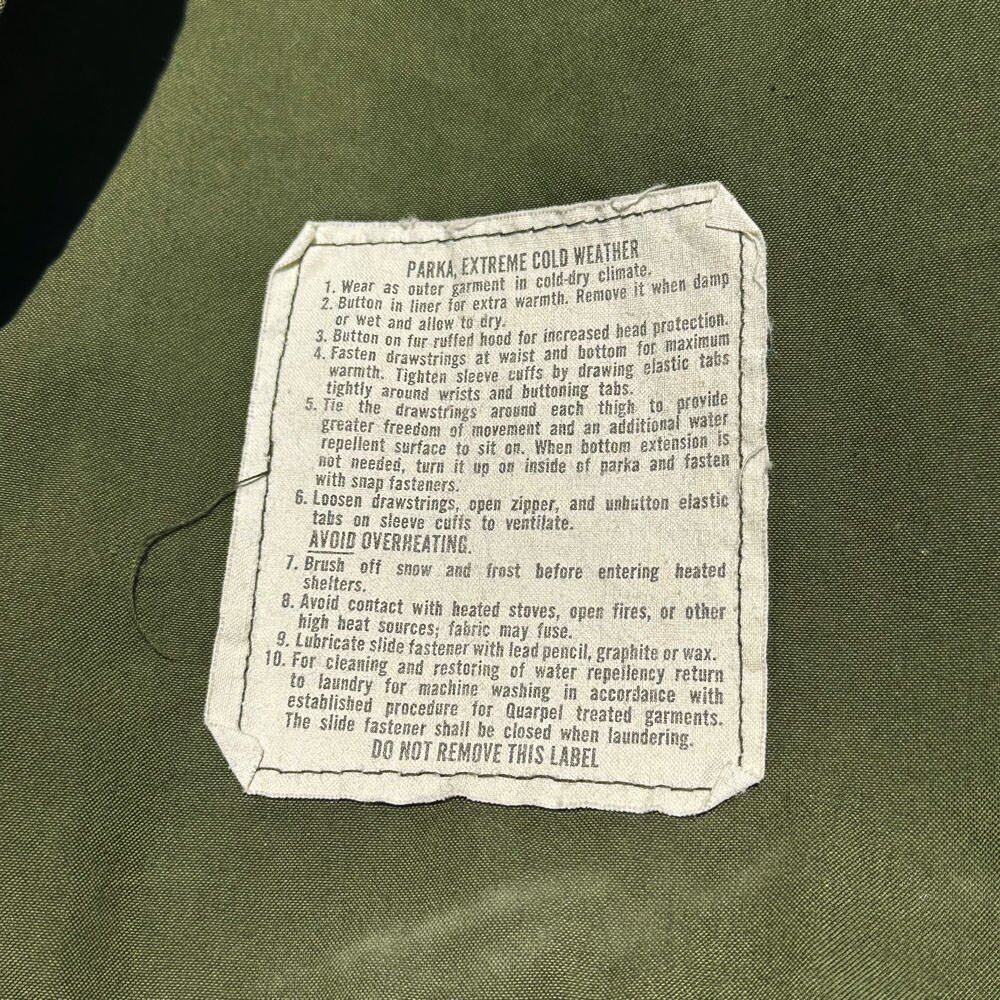 PARKA, EXTREME COLD WEATHER
1. Wear as outer garment in cold-dry climate.
2. Button in liner for extra warmth. Remove it when damp
or wet and allow to dry.
3. Button on fur ruffed hood for increased head protection.
4. Fasten drawstrings at waist and bottom for maximum
warmth. Tighten sleeve cuffs by drawing elastic tabs
tightly around wrists and buttoning tabs.
5. Tie the drawstrings around each thigh to provide
greater freedom of movement and an additional water
repellent surface to sit on. When bottom extension is
not needed, turn it up on inside of parka and fasten
with snap fasteners.
6. Loosen drawstrings, open zipper, and unbutton elastic
tabs on sleeve cuffs to ventilate.
AVOID OVERHEATING.
7. Brush off snow and frost before entering heated
shelters.
8. Avoid contact with heated stoves, open fires, or other
high heat sources; fabric may fuse.
9. Lubricate slide fastener with lead pencil, graphite or wax.
10. For cleaning and restoring of water repellency return
to laundry for machine washing in accordance with
established procedure for Quarpel treated garments.
The slide fastener shall be closed when laundering.
DO NOT REMOVE THIS LABEL